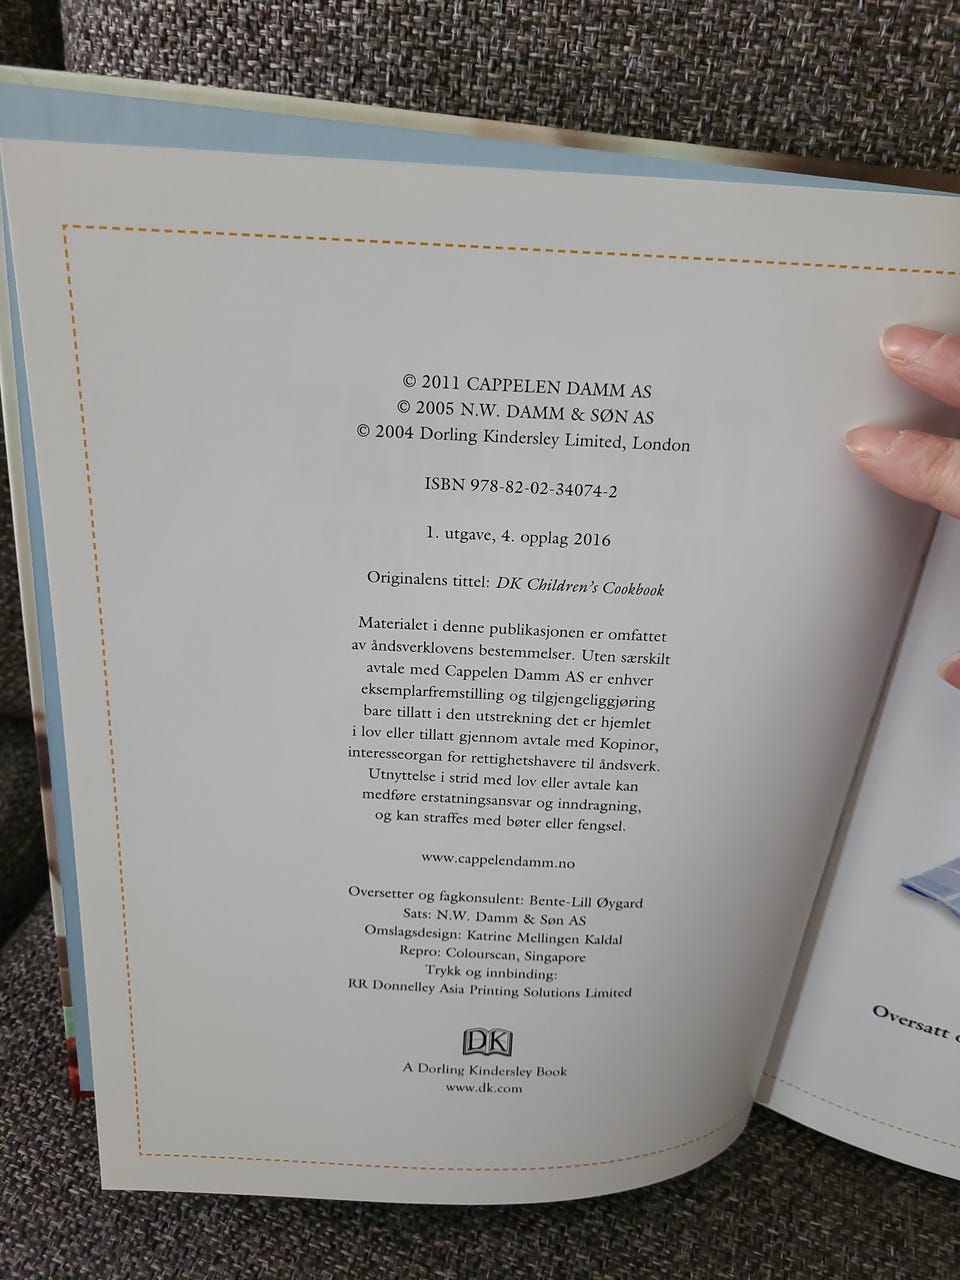 © 2011 CAPPELEN DAMM AS
© 2005 N.W. DAMM & SØN AS
© 2004 Dorling Kindersley Limited, London
ISBN 978-82-02-34074-2
1. utgave, 4. opplag 2016
Originalens tittel: DK Children's Cookbook
Materialet i denne publikasjonen er omfattet
av åndsverklovens bestemmelser. Uten særskilt
avtale med Cappelen Damm AS er enhver
eksemplarfremstilling og tilgjengeliggjøring
bare tillatt i den utstrekning det er hjemlet
i lov eller tillatt gjennom avtale med Kopinor,
interesseorgan for rettighetshavere til åndsverk.
Utnyttelse i strid med lov eller avtale kan
medføre erstatningsansvar og inndragning,
og kan straffes med bøter eller fengsel.
www.cappelendamm.no
Oversetter og fagkonsulent: Bente-Lill Øygard
Sats: N.W. Damm & Søn AS
Omslagsdesign: Katrine Mellingen Kaldal
Repro: Colourscan, Singapore
Trykk og innbinding:
RR Donnelley Asia Printing Solutions Limited
DK
A Dorling Kindersley Book
www.dk.com
Oversatt